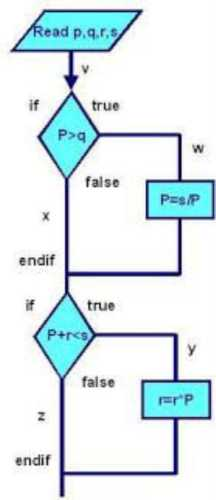 Read p,q,r,s
v
if true
P>q
w
false
P=s/P
x
endif
if true
P+r<s
y
false
r=r*P
z
endif